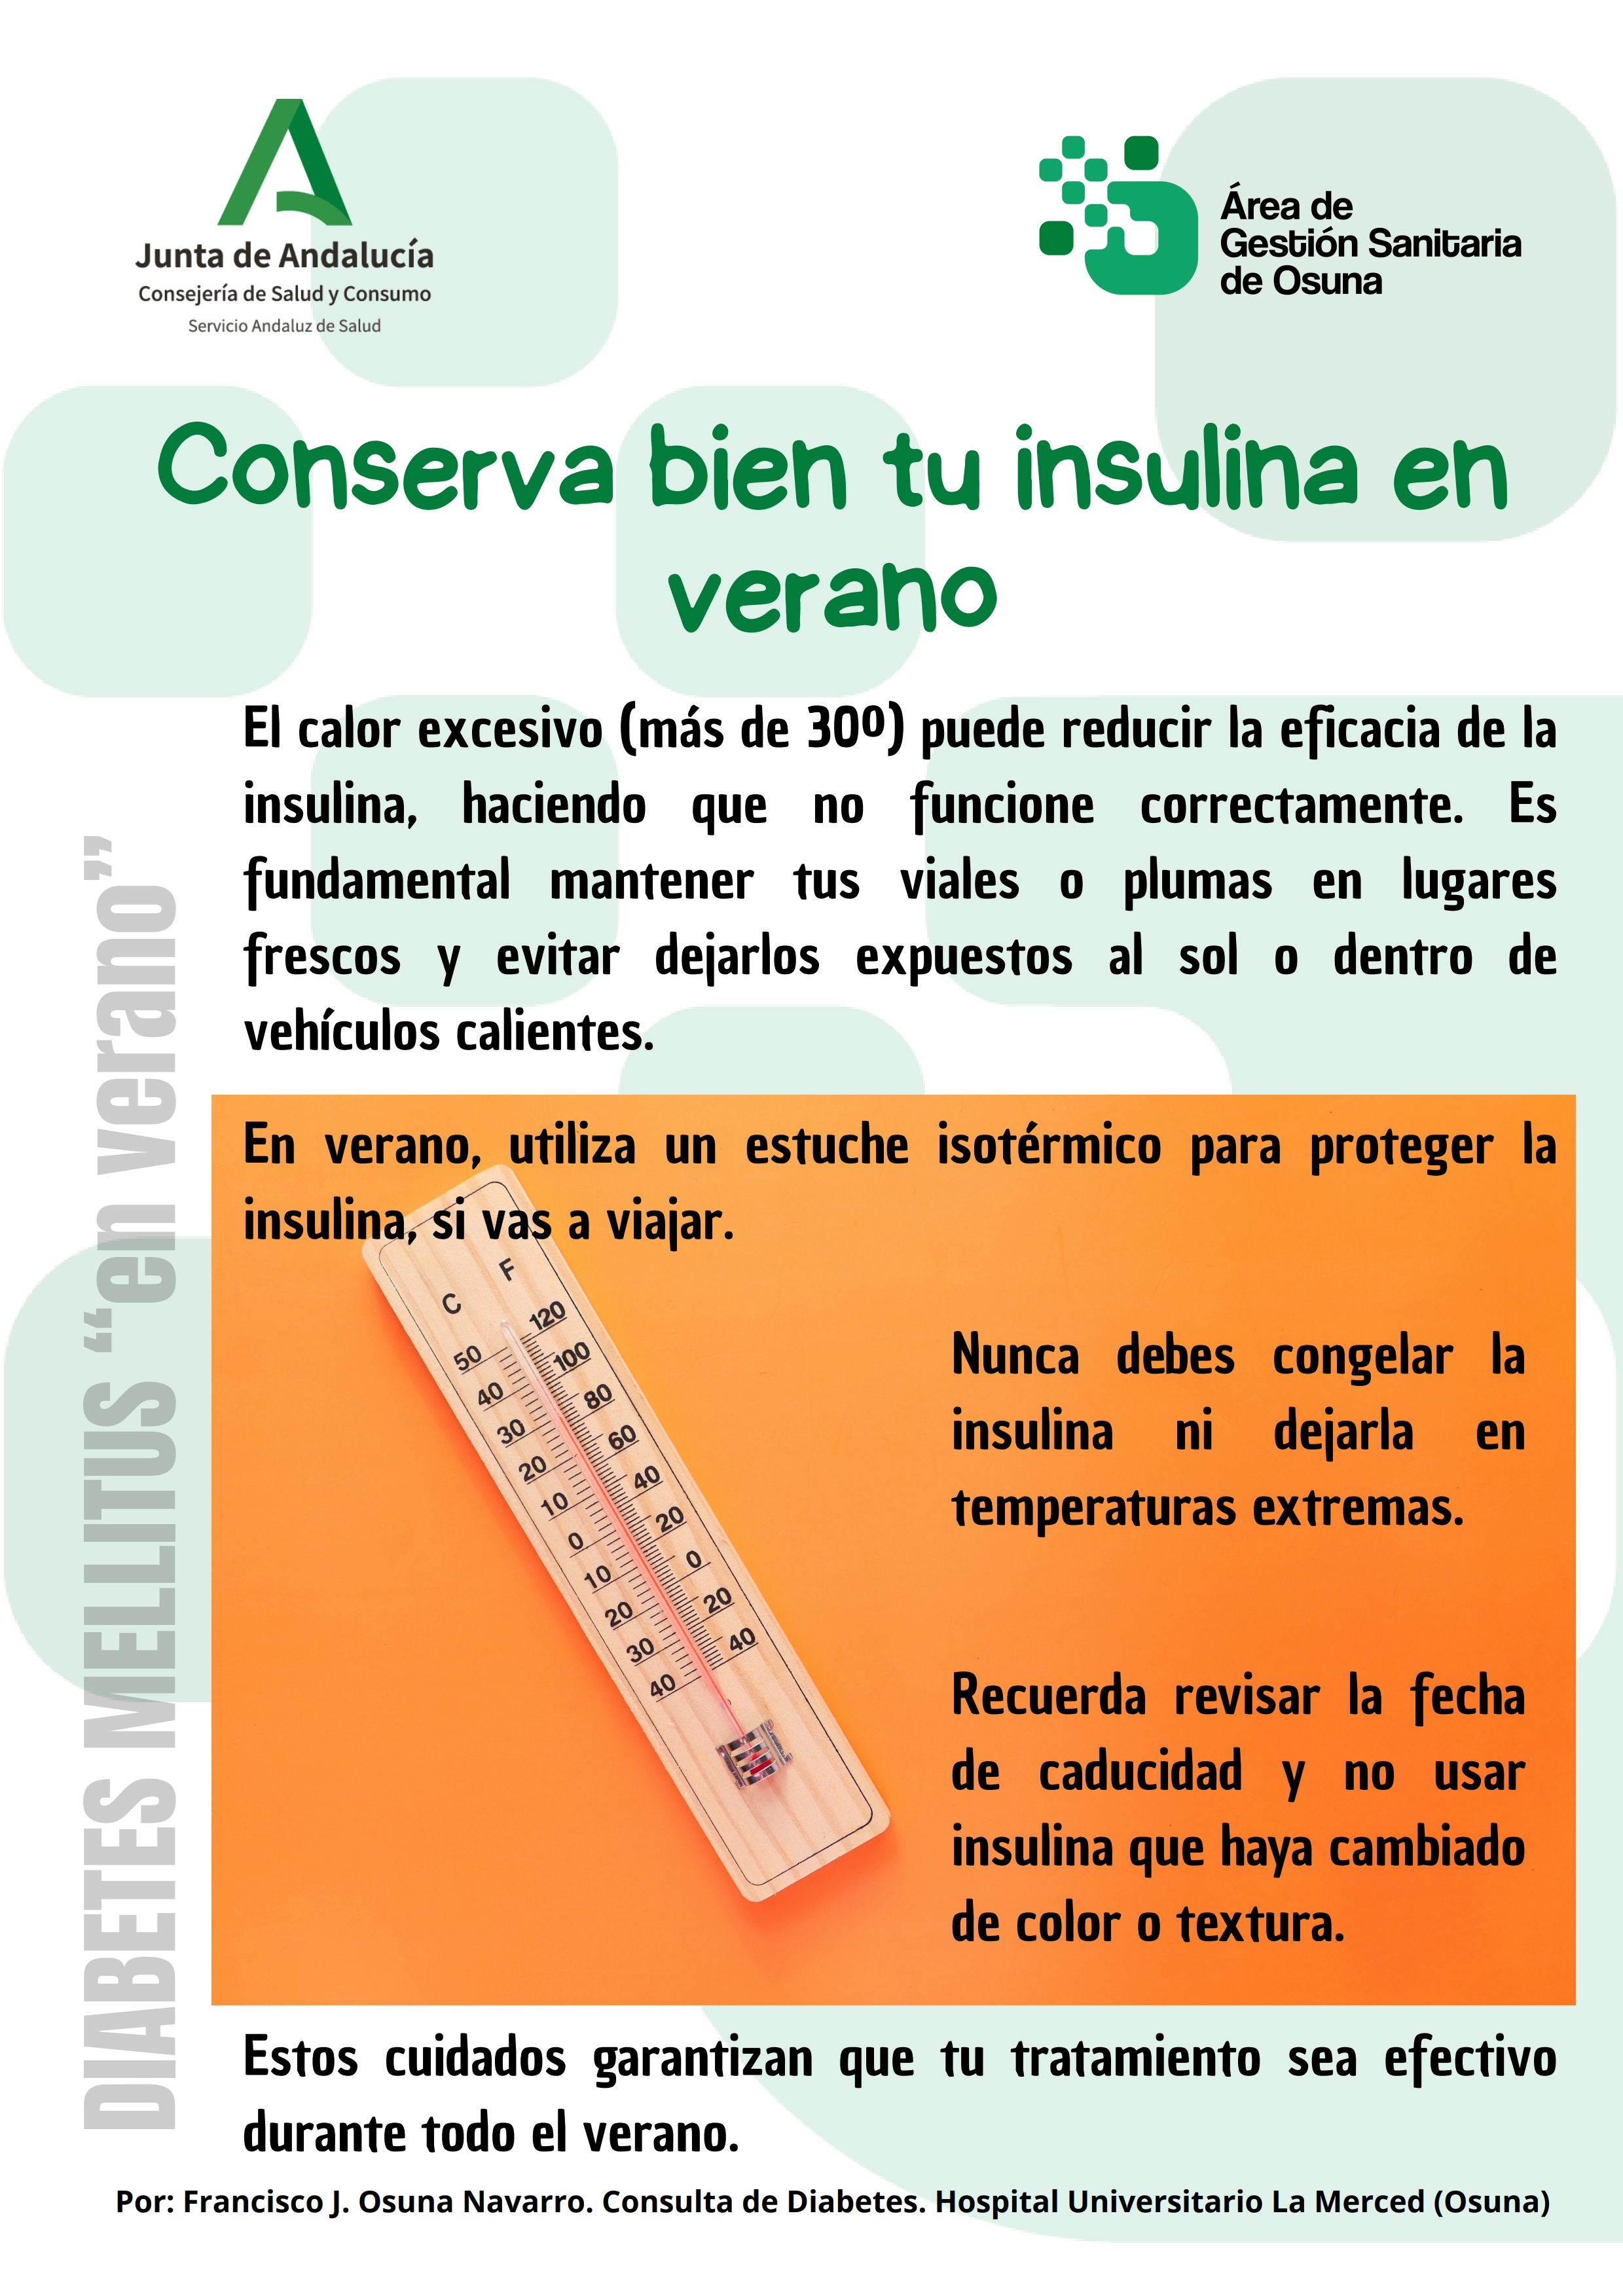 Junta de Andalucía
Consejería de Salud y Consumo
Servicio Andaluz de Salud
Área de
Gestión Sanitaria
de Osuna
Conserva bien tu insulina en
verano
El calor excesivo (más de 30º) puede reducir la eficacia de la
insulina, haciendo que no funcione correctamente. Es
fundamental mantener tus viales o plumas en lugares
frescos y evitar dejarlos expuestos al sol o dentro de
vehículos calientes.
DIABETES MELLITUS “en verano”
En verano, utiliza un estuche isotérmico para proteger la
insulina, si vas a viajar.
C F
50 120
40 100
30 80
20 60
10 40
0 20
10 0
20 20
30 40
40
Nunca debes congelar la
insulina ni dejarla en
temperaturas extremas.
Recuerda revisar la fecha
de caducidad y no usar
insulina que haya cambiado
de color o textura.
Estos cuidados garantizan que tu tratamiento sea efectivo
durante todo el verano.
Por: Francisco J. Osuna Navarro. Consulta de Diabetes. Hospital Universitario La Merced (Osuna)